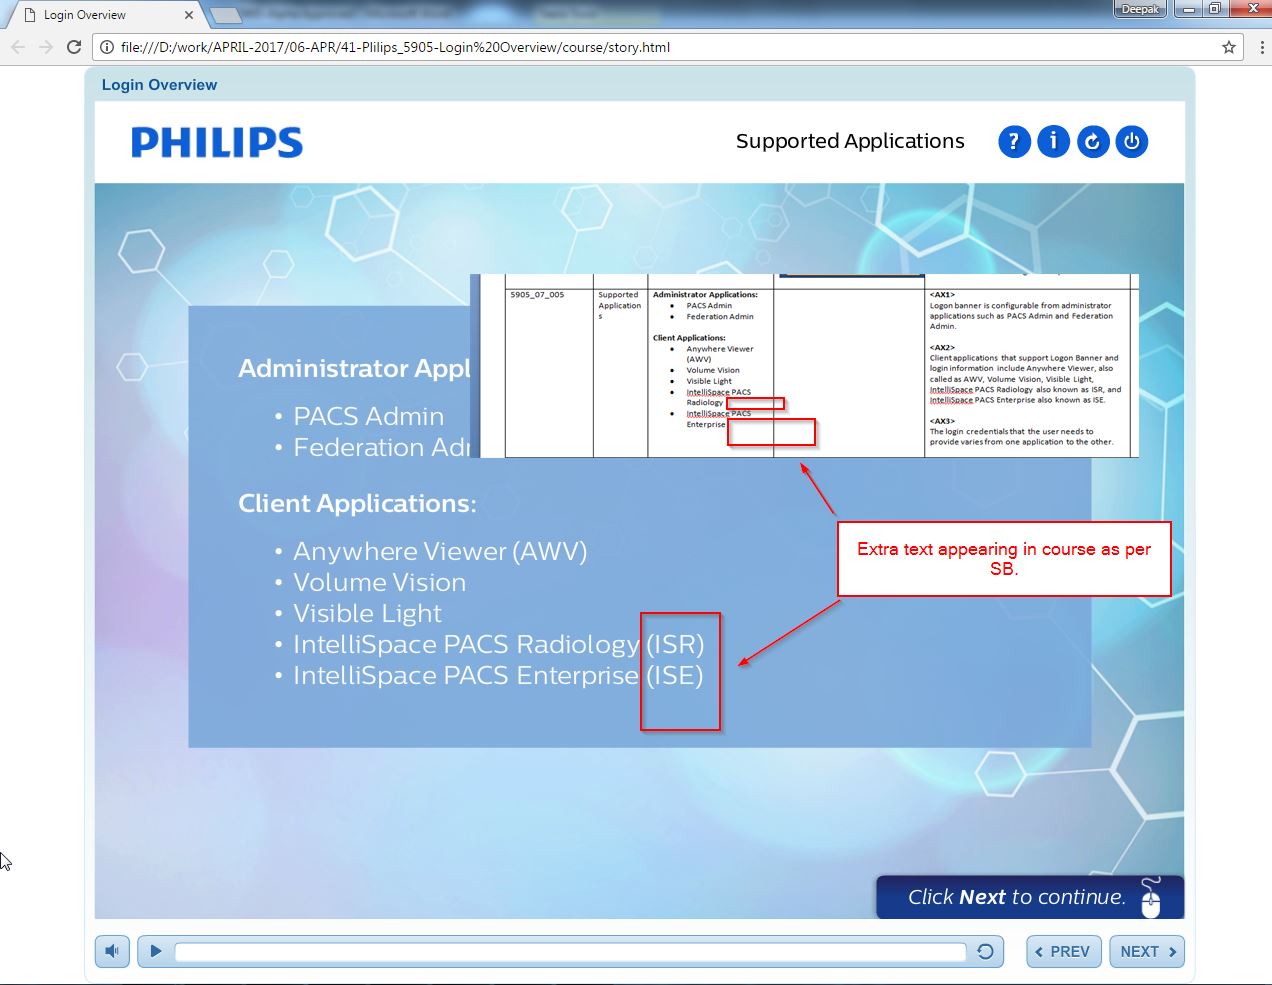 Login Overview
Deepak
file:///D:/work/APRIL-2017/06-APR/41-Plilips_5905-Login%20Overview/course/story.html
Login Overview
PHILIPS
Supported Applications
Administrator Appl
PACS Admin
Federation Adr
Client Applications:
Anywhere Viewer (AWV)
Volume Vision
Visible Light
IntelliSpace PACS Radiology (ISR)
IntelliSpace PACS Enterprise (ISE)
5905_07_005
Supported
Application
s
Administrator Applications:
PACS Admin
Federation Admin
Client Applications:
Anywhere Viewer
(AWV)
Volume Vision
Visible Light
IntelliSpace PACS
Radiology
IntelliSpace PACS
Enterprise
<AX1>
Logon banner is configurable from administrator
applications such as PACS Admin and Federation
Admin.
<AX2>
Client applications that support Logon Banner and
login information include Anywhere Viewer, also
called as AWV, Volume Vision, Visible Light,
IntelliSpace PACS Radiology also known as ISR, and
IntelliSpace PACS Enterprise also known as ISE.
<AX3>
The login credentials that the user needs to
provide varies from one application to the other.
Extra text appearing in course as per
SB.
Click Next to continue.
PREV
NEXT